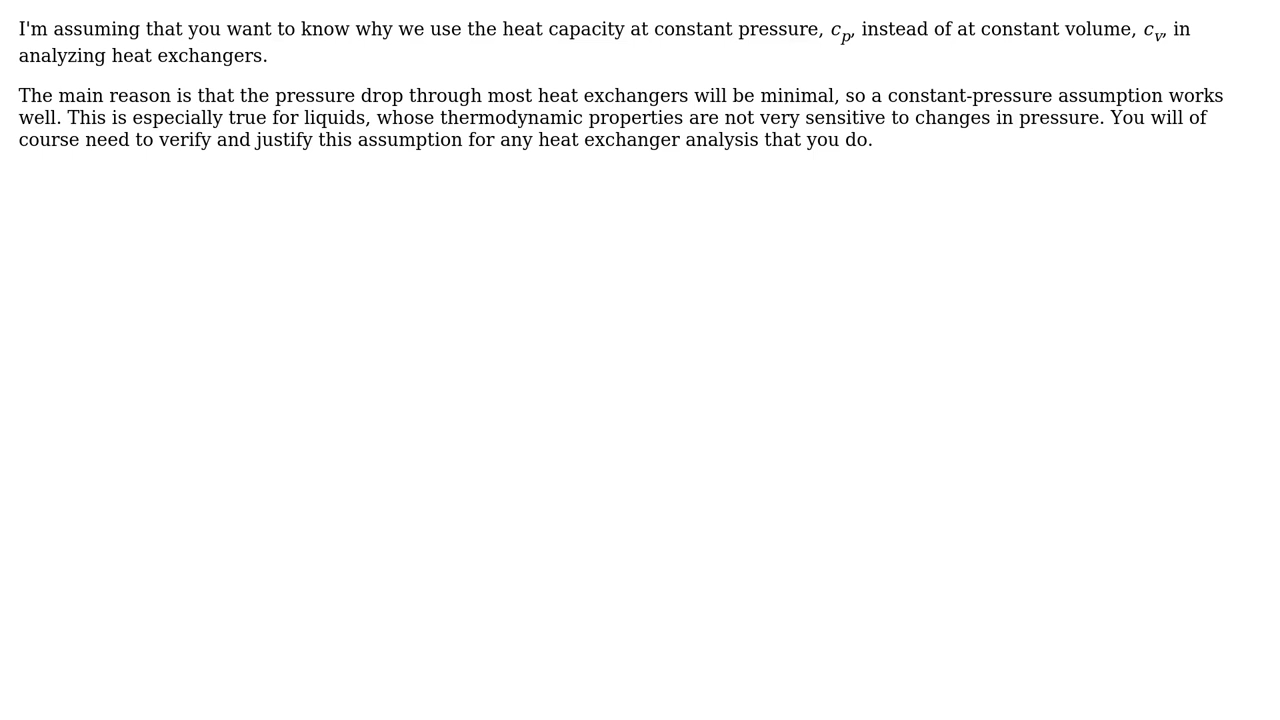 I'm assuming that you want to know why we use the heat capacity at constant pressure, cp, instead of at constant volume, cv, in
analyzing heat exchangers.
The main reason is that the pressure drop through most heat exchangers will be minimal, so a constant-pressure assumption works
well. This is especially true for liquids, whose thermodynamic properties are not very sensitive to changes in pressure. You will of
course need to verify and justify this assumption for any heat exchanger analysis that you do.